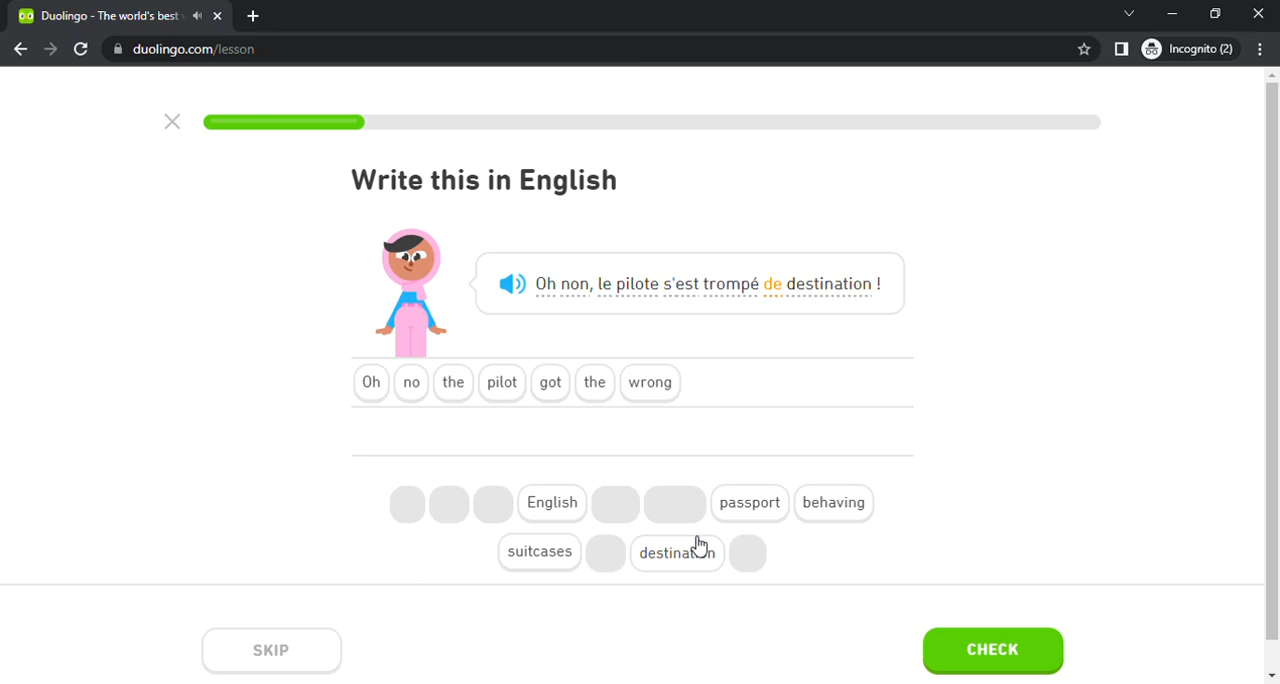 Duolingo - The world's best
duolingo.com/lesson
Incognito (2)
Write this in English
Oh non, le pilote s'est trompé de destination !
Oh no the pilot got the wrong
English passport behaving
suitcases destination
SKIP CHECK